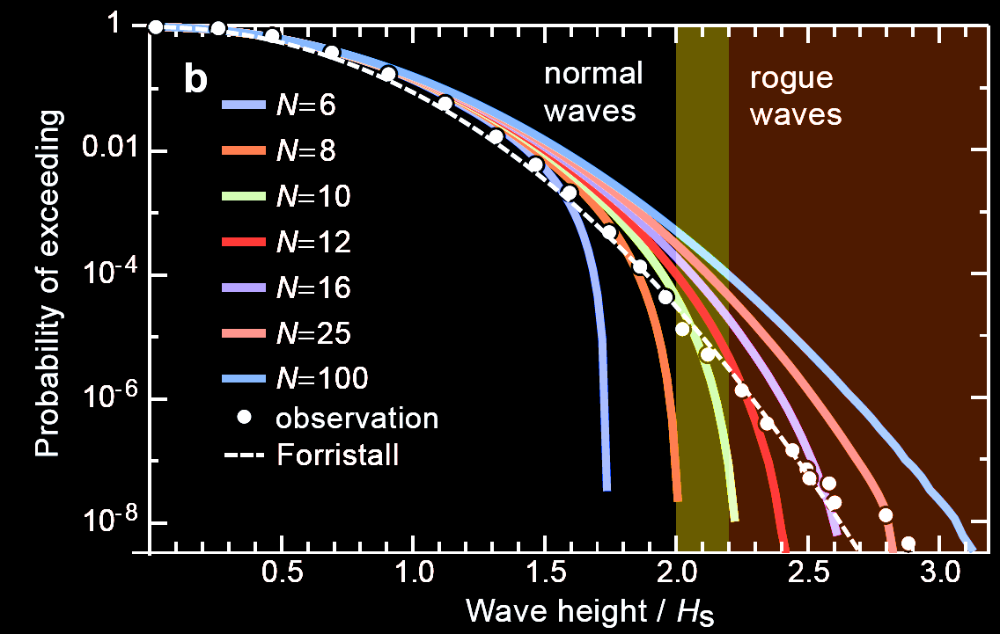 1
b
normal
waves
rogue
waves
N=6
N=8
N=10
N=12
N=16
N=25
N=100
observation
Forristall
0.01
10⁻⁴
10⁻⁶
10⁻⁸
Probability of exceeding
0.5
1.0
1.5
2.0
2.5
3.0
Wave height / Hs